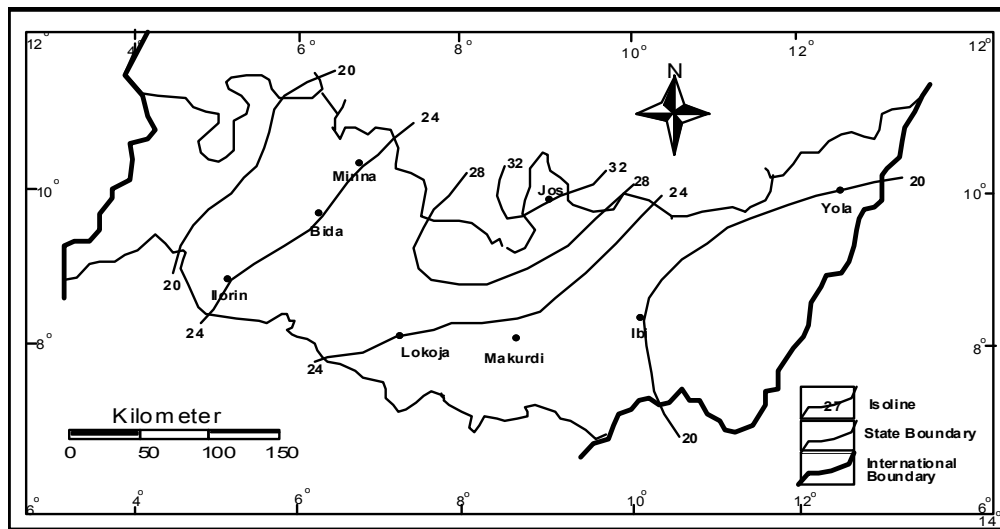 12° 4° 6° 8° 10° 12° 12°
N
20
24
28
32
32
28
24
20
Minna
Jos
10°
10°
Yola
Bida
20
Ilorin
24
8°
Lokoja
Makurdi
Ibi
8°
24
27 Isoline
State Boundary
International
Boundary
Kilometer
0 50 100 150
20
6° 4° 6° 8° 10° 12° 6°
14°